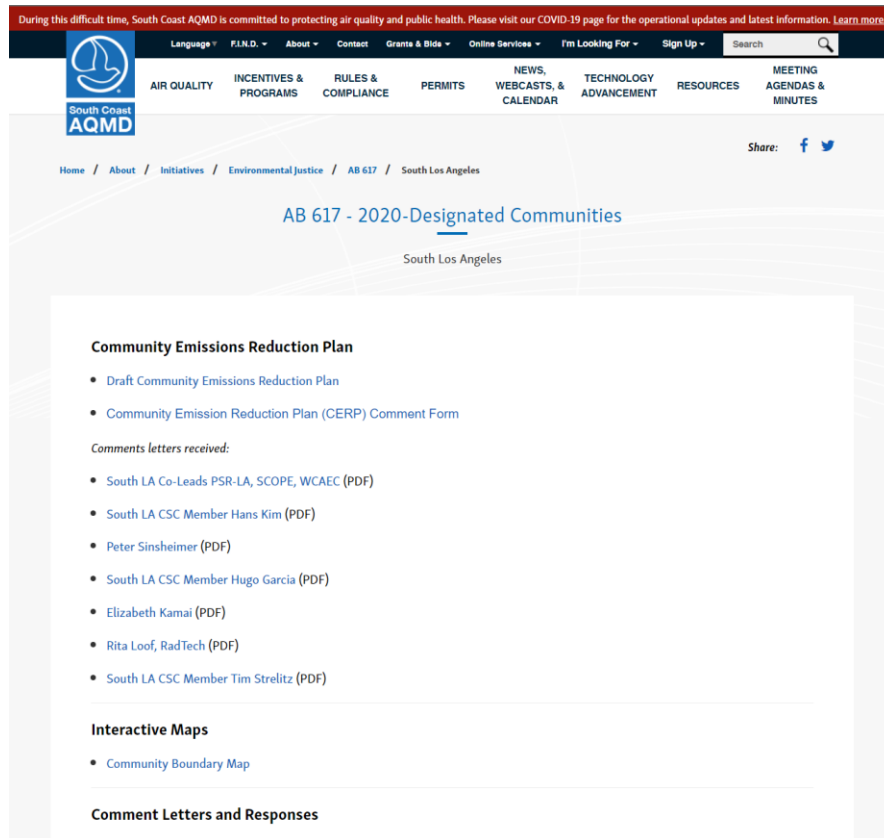 During this difficult time, South Coast AQMD is committed to protecting air quality and public health. Please visit our COVID-19 page for the operational updates and latest information. Learn more
Language F.I.N.D. About Contact Grants & Bids Online Services I'm Looking For Sign Up Search
South Coast
AQMD
AIR QUALITY
INCENTIVES &
PROGRAMS
RULES &
COMPLIANCE
PERMITS
NEWS,
WEBCASTS, &
CALENDAR
TECHNOLOGY
ADVANCEMENT
RESOURCES
MEETING
AGENDAS &
MINUTES
Share:
Home / About / Initiatives / Environmental Justice / AB 617 / South Los Angeles
AB 617 - 2020-Designated Communities
South Los Angeles
Community Emissions Reduction Plan
• Draft Community Emissions Reduction Plan
• Community Emission Reduction Plan (CERP) Comment Form
Comments letters received:
• South LA Co-Leads PSR-LA, SCOPE, WCAEC (PDF)
• South LA CSC Member Hans Kim (PDF)
• Peter Sinsheimer (PDF)
• South LA CSC Member Hugo Garcia (PDF)
• Elizabeth Kamai (PDF)
• Rita Loof, RadTech (PDF)
• South LA CSC Member Tim Strelitz (PDF)
Interactive Maps
• Community Boundary Map
Comment Letters and Responses